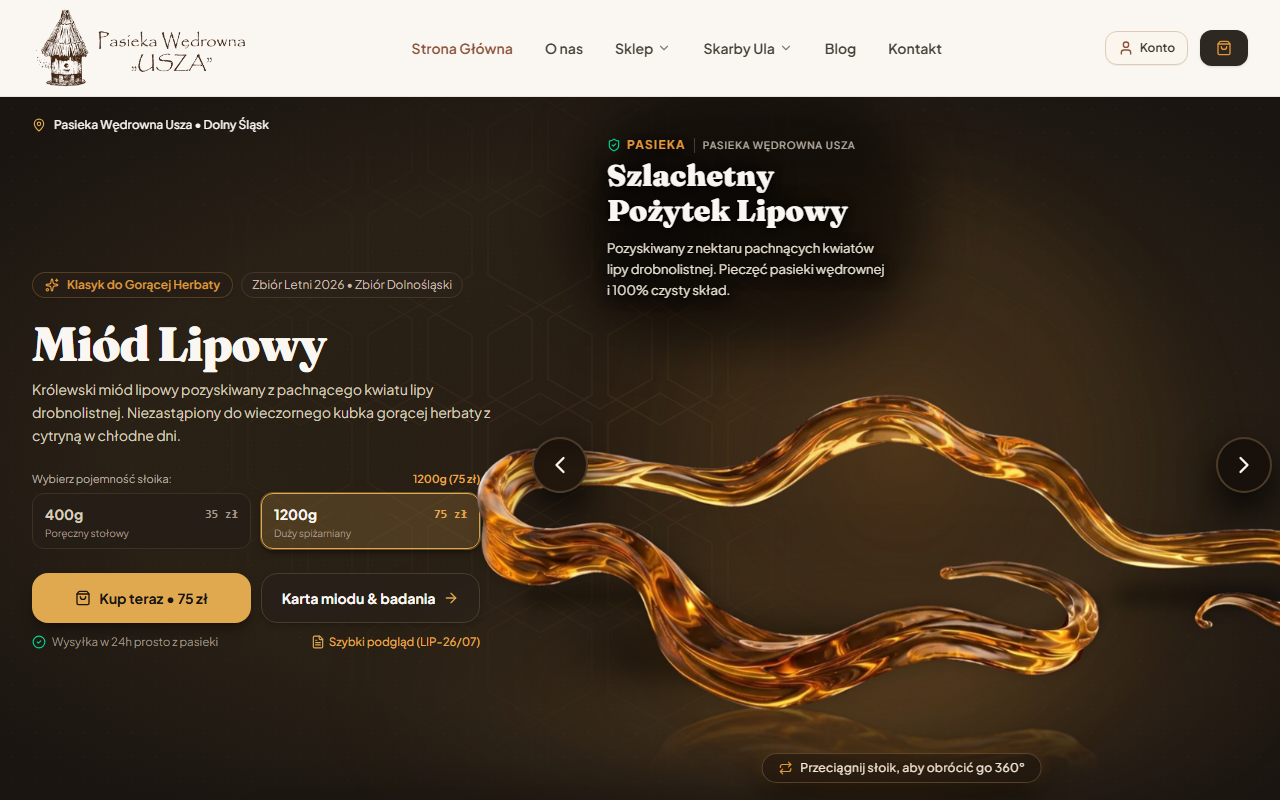 Pasieka Wędrowna
„USZA”
Strona Główna
O nas
Sklep
Skarby Ula
Blog
Kontakt
Konto
Pasieka Wędrowna Usza • Dolny Śląsk
PASIEKA
PASIEKA WĘDROWNA USZA
Szlachetny
Pożytek Lipowy
Pozyskiwany z nektaru pachnących kwiatów
lipy drobnolistnej. Pieczęć pasieki wędrownej
i 100% czysty skład.
Klasyk do Gorącej Herbaty
Zbiór Letni 2026 • Zbiór Dolnośląski
Miód Lipowy
Królewski miód lipowy pozyskiwany z pachnącego kwiatu lipy
drobnolistnej. Niezastąpiony do wieczornego kubka gorącej herbaty z
cytryną w chłodne dni.
Wybierz pojemność słoika:
1200g (75 zł)
400g
35 zł
Poręczny stołowy
1200g
75 zł
Duży spiżarniany
Kup teraz • 75 zł
Karta miodu & badania
Wysyłka w 24h prosto z pasieki
Szybki podgląd (LIP-26/07)
Przeciągnij słoik, aby obrócić go 360°